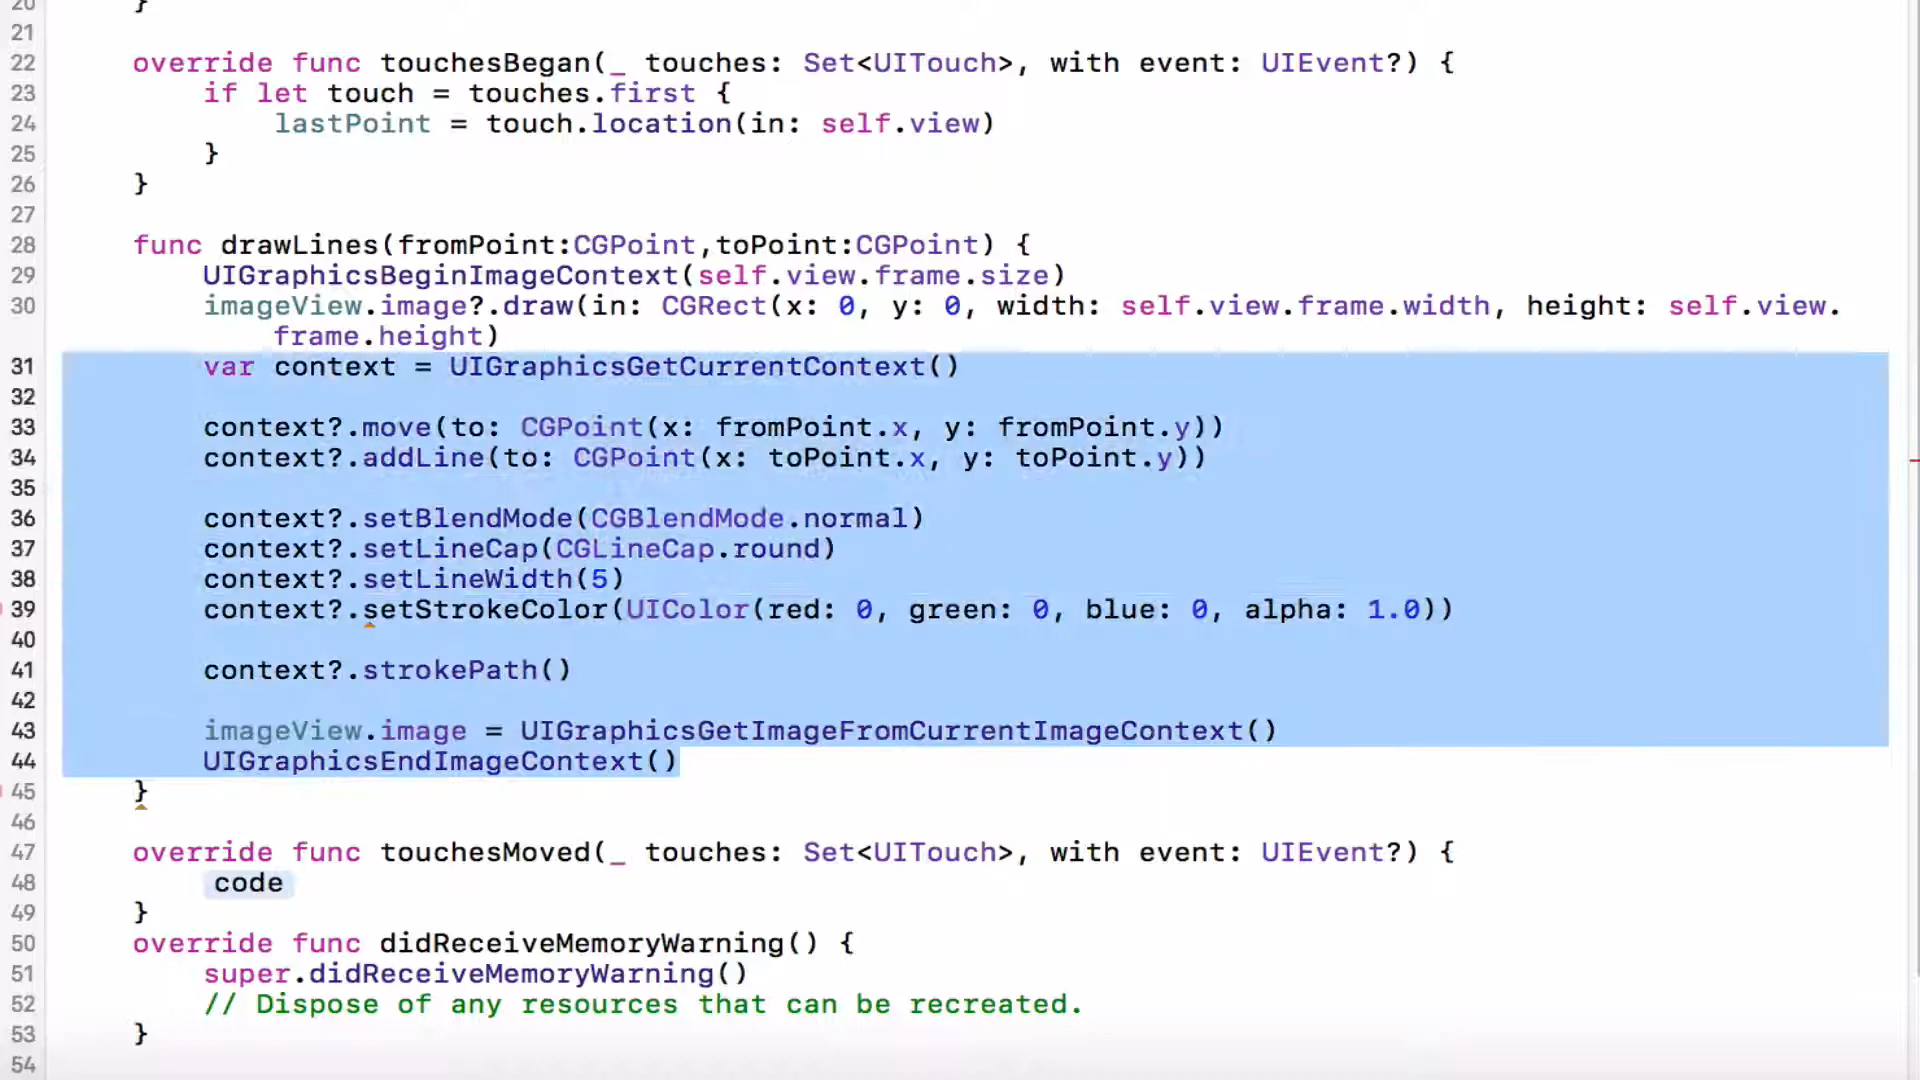 20 }
21
22 override func touchesBegan(_ touches: Set<UITouch>, with event: UIEvent?) {
23 if let touch = touches.first {
24 lastPoint = touch.location(in: self.view)
25 }
26 }
27
28 func drawLines(fromPoint:CGPoint,toPoint:CGPoint) {
29 UIGraphicsBeginImageContext(self.view.frame.size)
30 imageView.image?.draw(in: CGRect(x: 0, y: 0, width: self.view.frame.width, height: self.view.
frame.height)
31 var context = UIGraphicsGetCurrentContext()
32
33 context?.move(to: CGPoint(x: fromPoint.x, y: fromPoint.y))
34 context?.addLine(to: CGPoint(x: toPoint.x, y: toPoint.y))
35
36 context?.setBlendMode(CGBlendMode.normal)
37 context?.setLineCap(CGLineCap.round)
38 context?.setLineWidth(5)
39 context?.setStrokeColor(UIColor(red: 0, green: 0, blue: 0, alpha: 1.0))
40
41 context?.strokePath()
42
43 imageView.image = UIGraphicsGetImageFromCurrentImageContext()
44 UIGraphicsEndImageContext()
45 }
46
47 override func touchesMoved(_ touches: Set<UITouch>, with event: UIEvent?) {
48 code
49 }
50 override func didReceiveMemoryWarning() {
51 super.didReceiveMemoryWarning()
52 // Dispose of any resources that can be recreated.
53 }
54